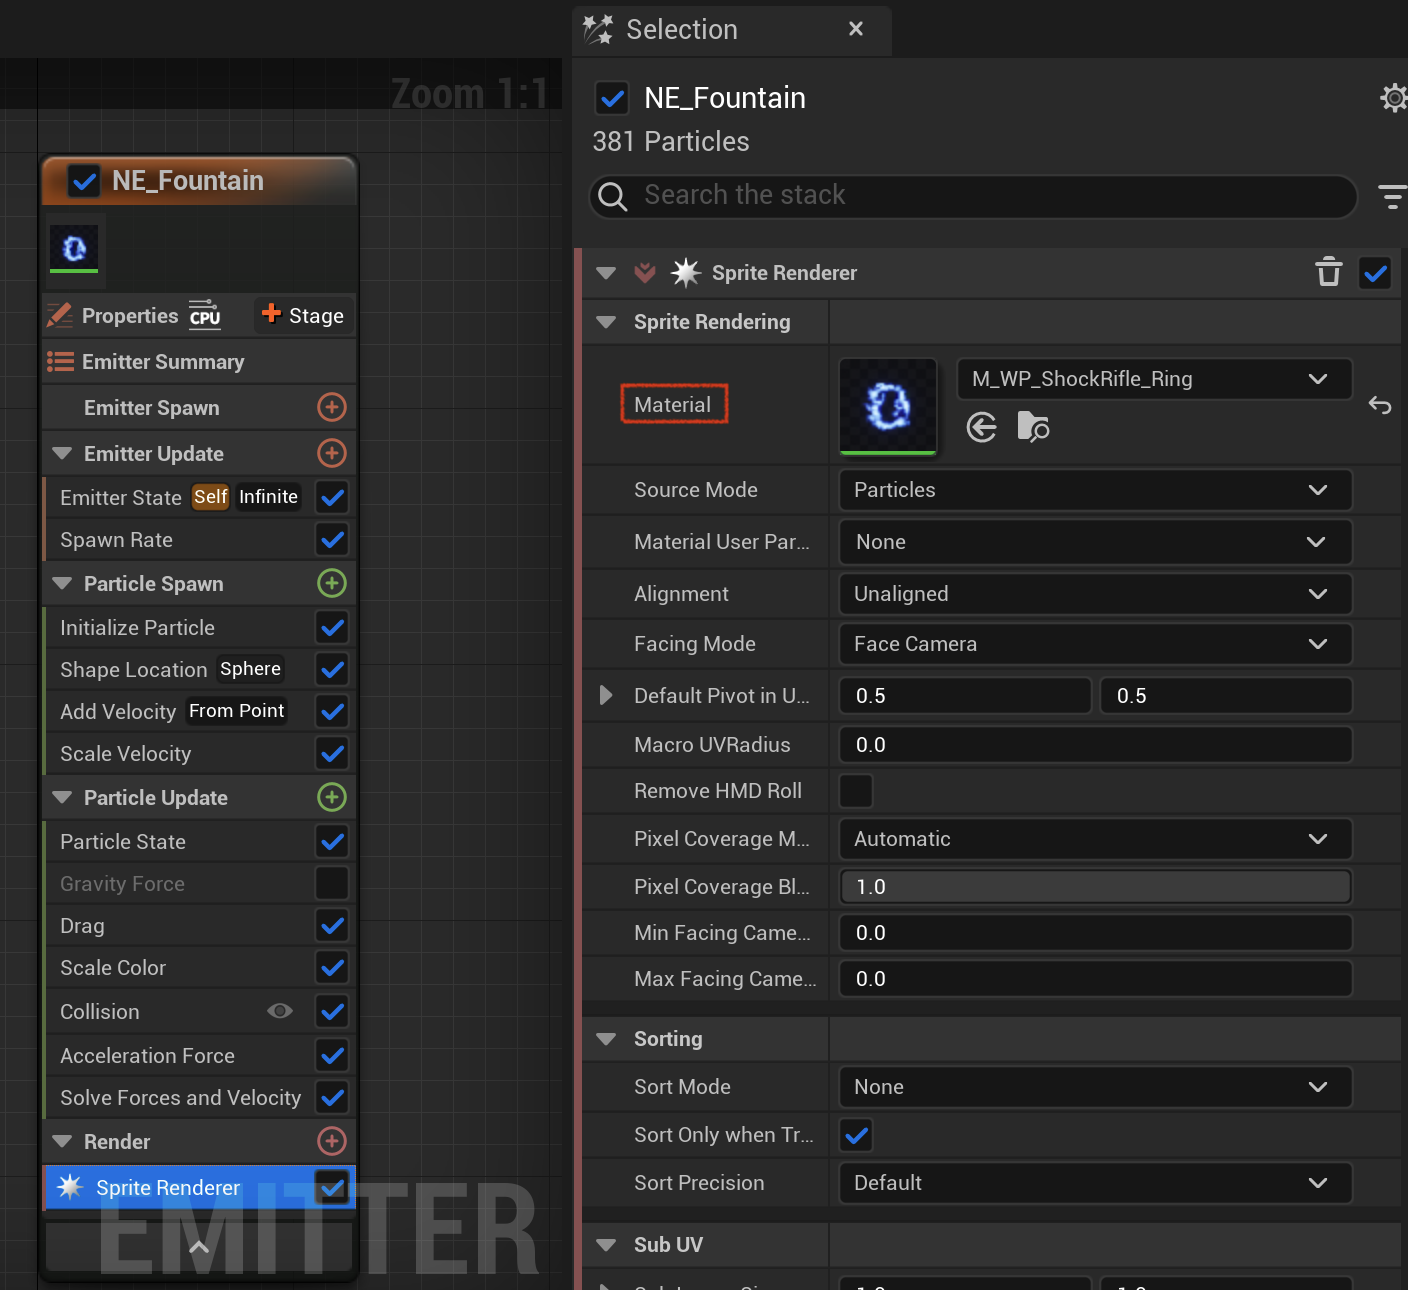 Selection
Zoom 1:1
NE_Fountain
381 Particles
Search the stack
NE_Fountain
Properties CPU Stage
Emitter Summary
Emitter Spawn
Emitter Update
Emitter State Self Infinite
Spawn Rate
Particle Spawn
Initialize Particle
Shape Location Sphere
Add Velocity From Point
Scale Velocity
Particle Update
Particle State
Gravity Force
Drag
Scale Color
Collision
Acceleration Force
Solve Forces and Velocity
Render
Sprite Renderer
EMITTER
Sprite Renderer
Sprite Rendering
Material M_WP_ShockRifle_Ring
Source Mode Particles
Material User Par... None
Alignment Unaligned
Facing Mode Face Camera
Default Pivot in U... 0.5 0.5
Macro UVRadius 0.0
Remove HMD Roll
Pixel Coverage M... Automatic
Pixel Coverage Bl... 1.0
Min Facing Came... 0.0
Max Facing Came... 0.0
Sorting
Sort Mode None
Sort Only when Tr...
Sort Precision Default
Sub UV